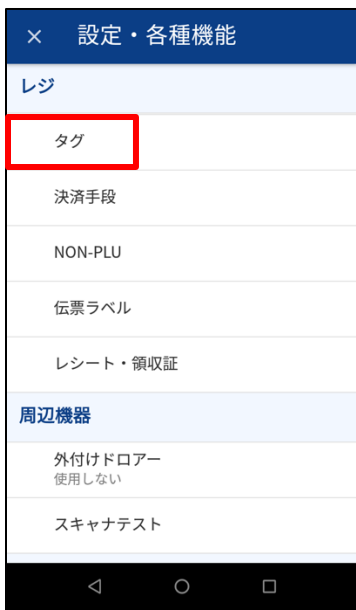 × 設定・各種機能
レジ
タグ
決済手段
NON-PLU
伝票ラベル
レシート・領収証
周辺機器
外付けドロアー
使用しない
スキャナテスト